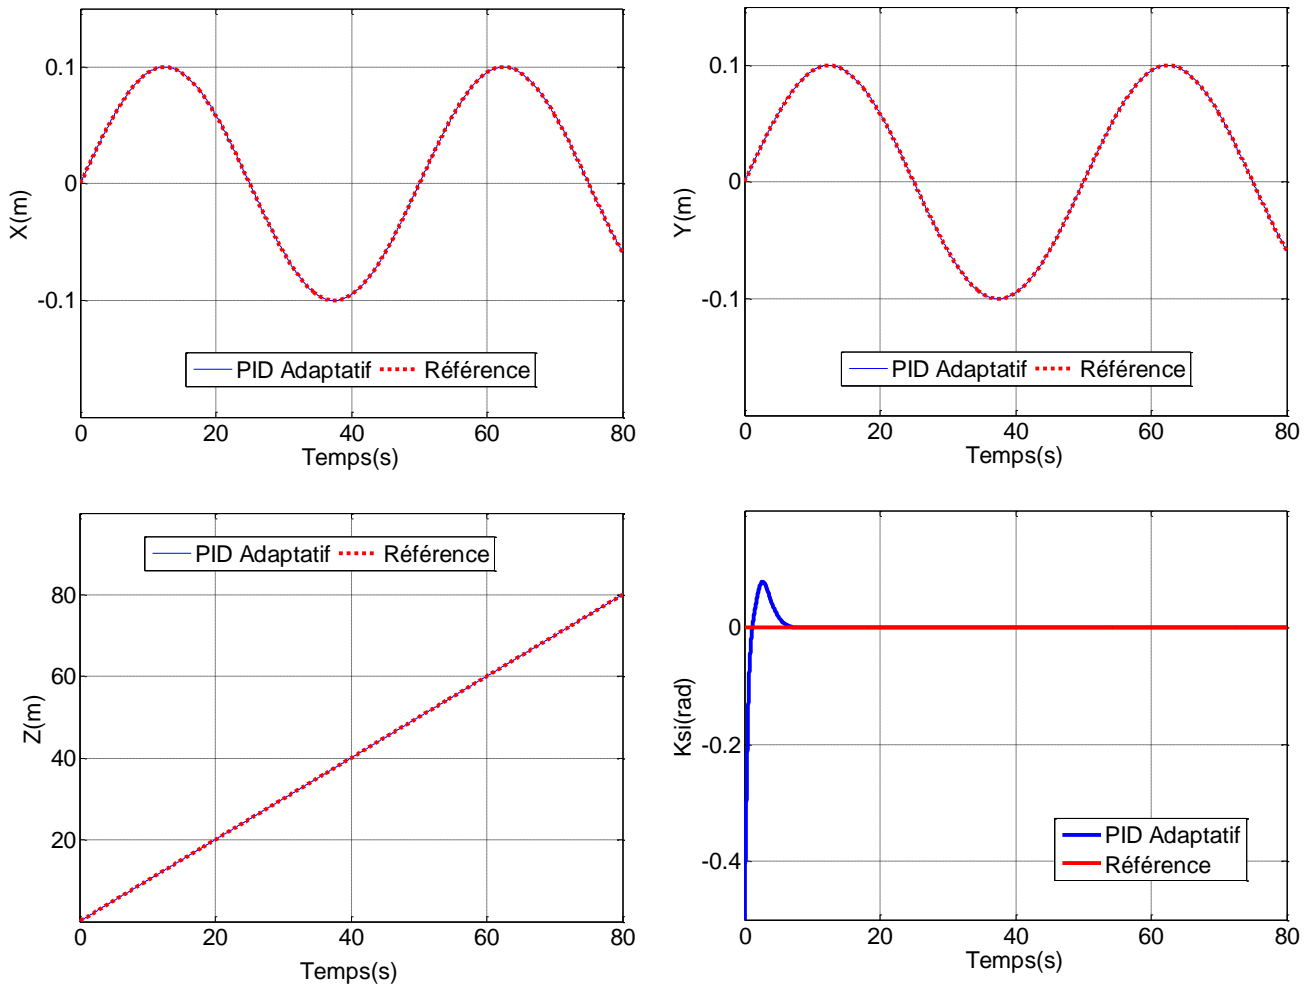 0.1
0
-0.1
X(m)
PID Adaptatif Référence
0 20 40 60 80
Temps(s)
0.1
0
-0.1
Y(m)
PID Adaptatif Référence
0 20 40 60 80
Temps(s)
80
60
40
20
Z(m)
PID Adaptatif Référence
0 20 40 60 80
Temps(s)
0
-0.2
-0.4
Ksi(rad)
PID Adaptatif
Référence
0 20 40 60 80
Temps(s)